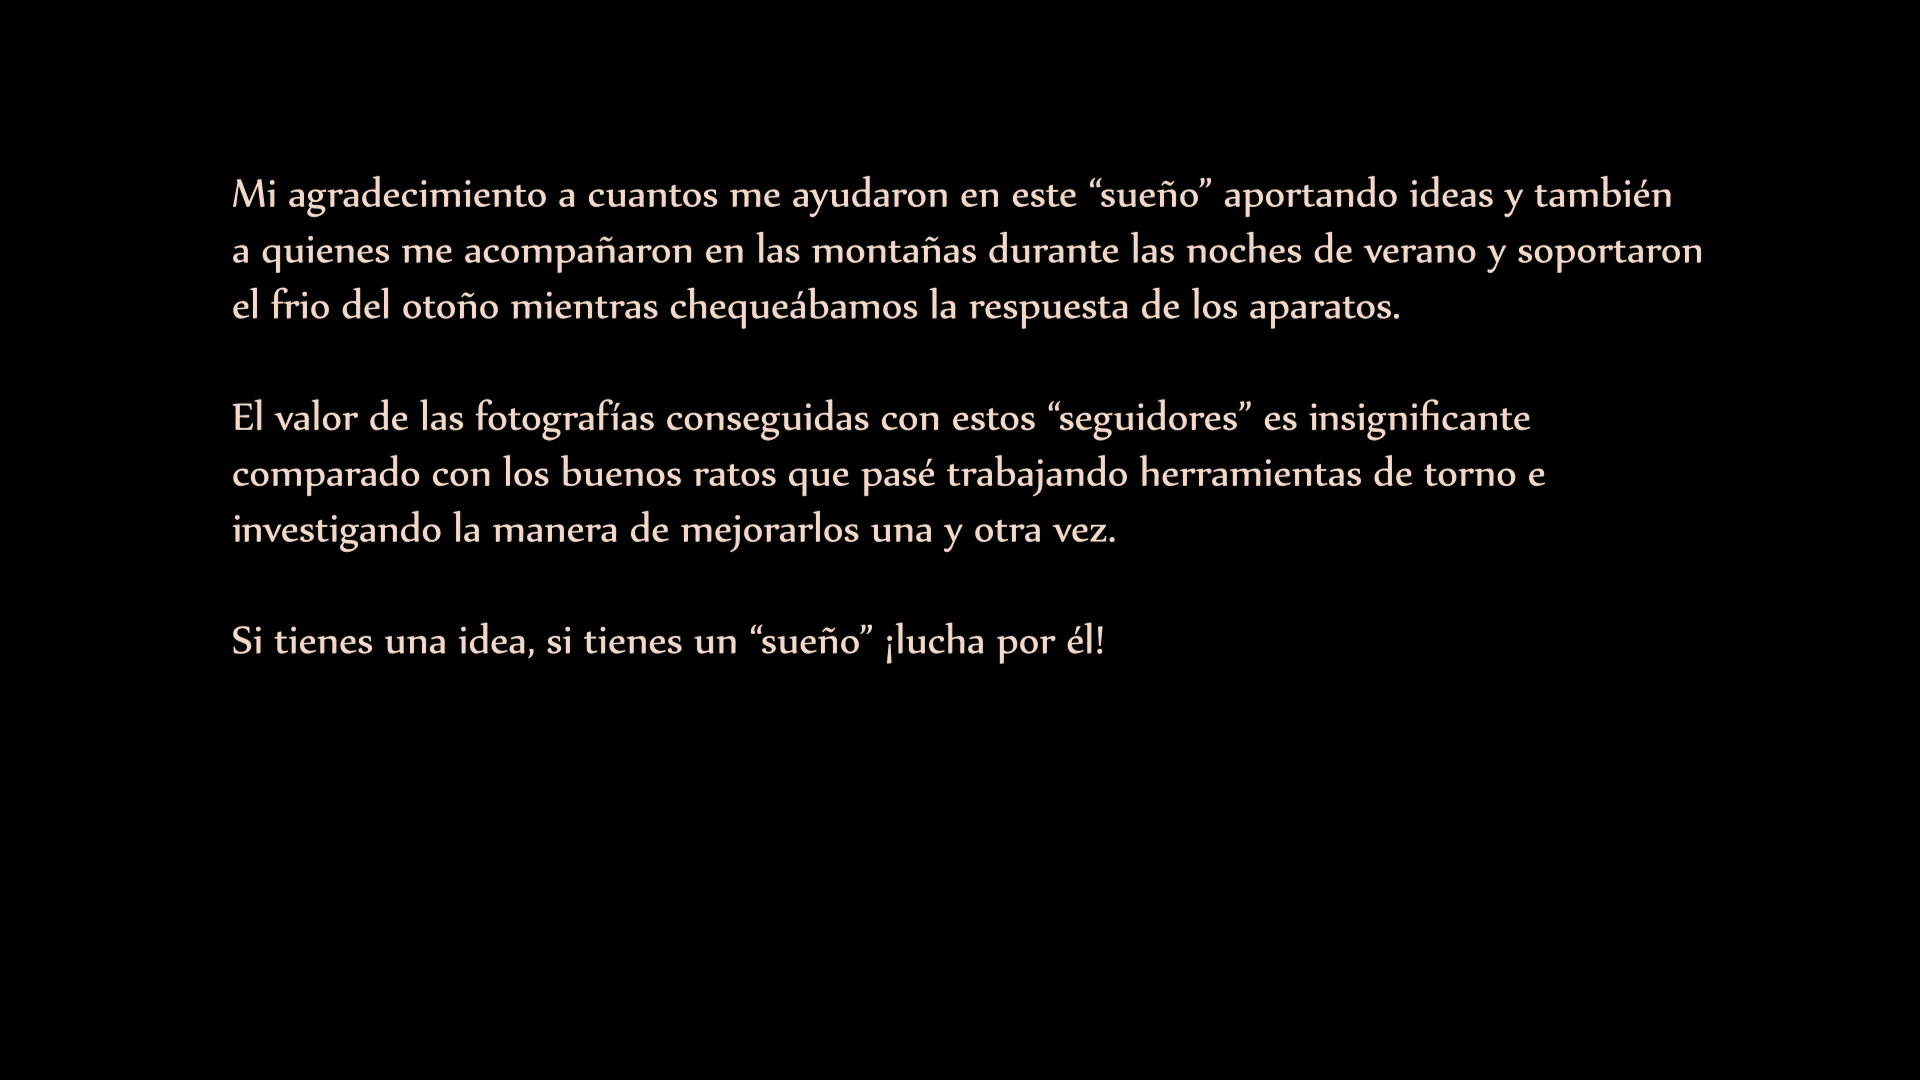 Mi agradecimiento a cuantos me ayudaron en este “sueño” aportando ideas y también
a quienes me acompañaron en las montañas durante las noches de verano y soportaron
el frio del otoño mientras chequeábamos la respuesta de los aparatos.
El valor de las fotografías conseguidas con estos “seguidores” es insignificante
comparado con los buenos ratos que pasé trabajando herramientas de torno e
investigando la manera de mejorarlos una y otra vez.
Si tienes una idea, si tienes un “sueño” ¡lucha por él!